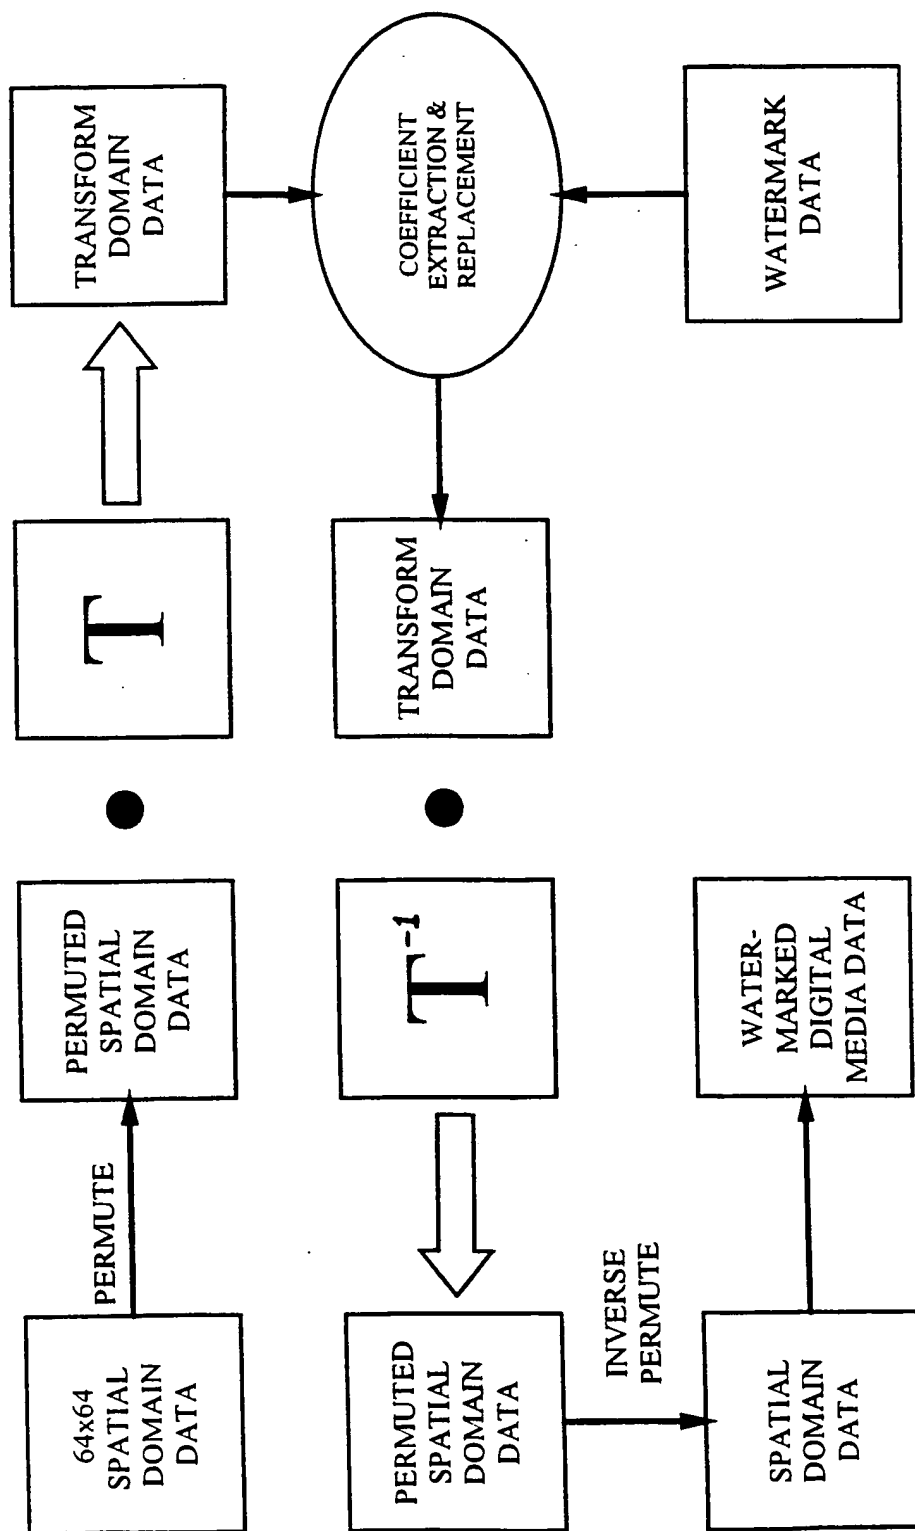 64x64
SPATIAL
DOMAIN
DATA
PERMUTE
PERMUTED
SPATIAL
DOMAIN
DATA
T
TRANSFORM
DOMAIN
DATA
PERMUTED
SPATIAL
DOMAIN
DATA
T-1
TRANSFORM
DOMAIN
DATA
COEFFICIENT
EXTRACTION &
REPLACEMENT
INVERSE
PERMUTE
SPATIAL
DOMAIN
DATA
WATER-
MARKED
DIGITAL
MEDIA DATA
WATERMARK
DATA